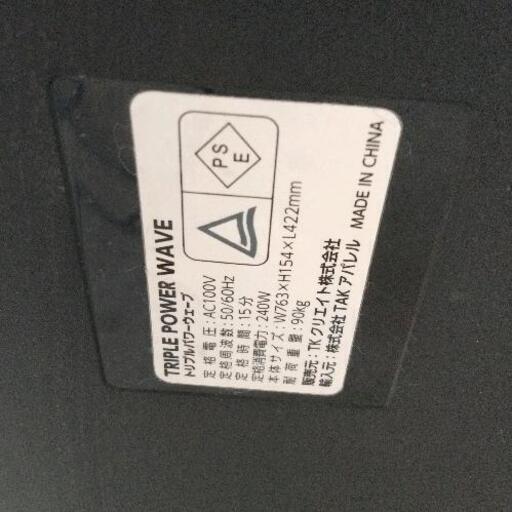 TRIPLE POWER WAVE
トリプルパワーウェーブ
P S E
定格電圧:AC100V
定格周波数:50/60Hz
定格時間:15分
定格消費電力:240W
本体サイズ:W763×H154×L422mm
耐荷重量:90kg
販売元:TKクリエイト株式会社
輸入元:株式会社TAKアパレル MADE IN CHINA